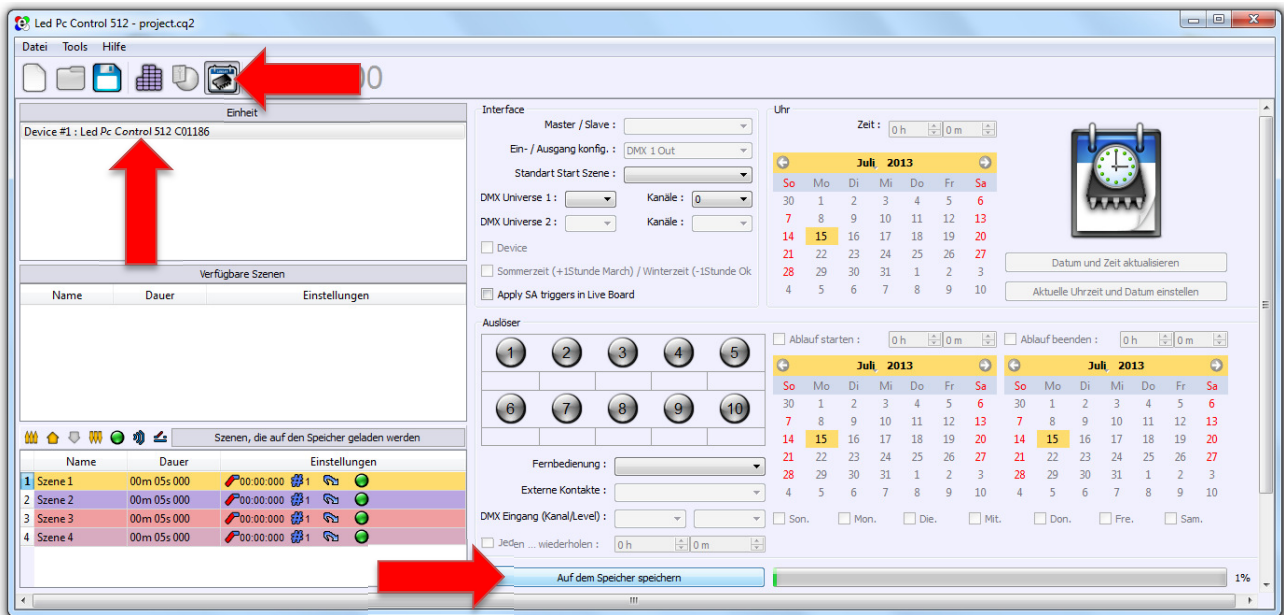 Led Pc Control 512 - project.cq2
Datei Tools Hilfe
Einheit
Device #1 : Led Pc Control 512 C01186
Verfügbare Szenen
Name Dauer Einstellungen
Szenen, die auf den Speicher geladen werden
Name Dauer Einstellungen
1 Szene 1 00m 05s 000 00:00:000 1
2 Szene 2 00m 05s 000 00:00:000 1
3 Szene 3 00m 05s 000 00:00:000 1
4 Szene 4 00m 05s 000 00:00:000 1
Interface
Master / Slave :
Ein- / Ausgang konfig. : DMX 1 Out
Standart Start Szene :
DMX Universe 1 : Kanäle : 0
DMX Universe 2 : Kanäle :
Device
Sommerzeit (+1Stunde March) / Winterzeit (-1Stunde Ok
Apply SA triggers in Live Board
Uhr
Zeit : 0 h 0 m
Juli, 2013
So Mo Di Mi Do Fr Sa
30 1 2 3 4 5 6
7 8 9 10 11 12 13
14 15 16 17 18 19 20
21 22 23 24 25 26 27
28 29 30 31 1 2 3
4 5 6 7 8 9 10
Datum und Zeit aktualisieren
Aktuelle Uhrzeit und Datum einstellen
Auslöser
1 2 3 4 5
6 7 8 9 10
Fernbedienung :
Externe Kontakte :
DMX Eingang (Kanal/Level) :
Jeden ... wiederholen : 0 h 0 m
Ablauf starten : 0 h 0 m
Juli, 2013
So Mo Di Mi Do Fr Sa
30 1 2 3 4 5 6
7 8 9 10 11 12 13
14 15 16 17 18 19 20
21 22 23 24 25 26 27
28 29 30 31 1 2 3
4 5 6 7 8 9 10
Ablauf beenden : 0 h 0 m
Juli, 2013
So Mo Di Mi Do Fr Sa
30 1 2 3 4 5 6
7 8 9 10 11 12 13
14 15 16 17 18 19 20
21 22 23 24 25 26 27
28 29 30 31 1 2 3
4 5 6 7 8 9 10
Son. Mon. Die. Mit. Don. Fre. Sam.
Auf dem Speicher speichern
1%